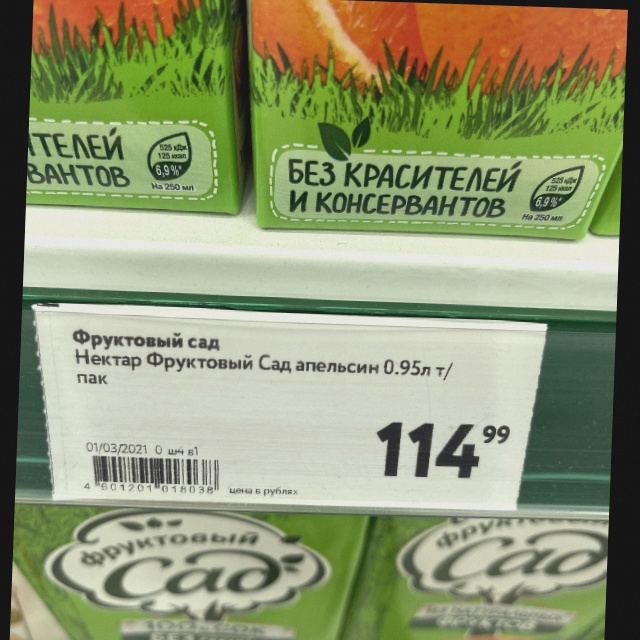 ИТЕЛЕЙ
ВАНТОВ
525 кДж
125 ккал
6,9%*
На 250 мл
БЕЗ КРАСИТЕЛЕЙ
И КОНСЕРВАНТОВ
525 кДж
125 ккал
6,9%*
На 250 мл
Фруктовый сад
Нектар Фруктовый Сад апельсин 0.95л т/
пак
114 99
01/03/2021 0 шт в1
4 601201 018038
цена в рублях
фруктовый
Сад
фруктовый
Сад